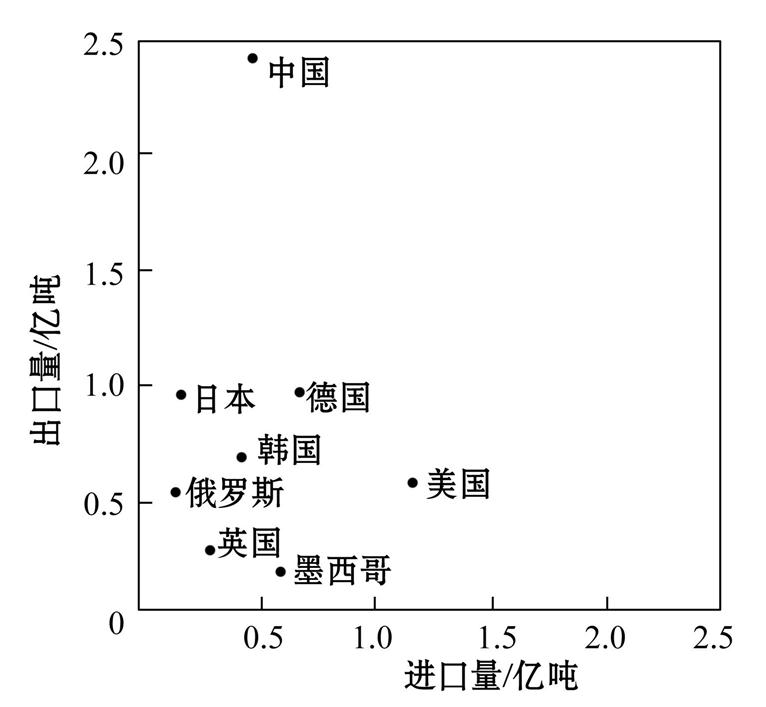 2.5
中国
2.0
1.5
出口量/亿吨
1.0
日本
德国
韩国
美国
俄罗斯
0.5
英国
墨西哥
0
0.5
1.0
1.5
2.0
2.5
进口量/亿吨